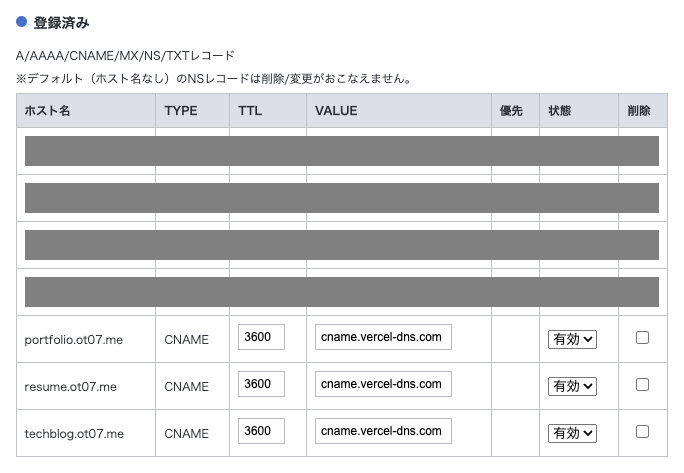 登録済み
A/AAAA/CNAME/MX/NS/TXTレコード
※デフォルト（ホスト名なし）のNSレコードは削除/変更がおこなえません。
ホスト名 TYPE TTL VALUE 優先 状態 削除
portfolio.ot07.me CNAME 3600 cname.vercel-dns.com 有効
resume.ot07.me CNAME 3600 cname.vercel-dns.com 有効
techblog.ot07.me CNAME 3600 cname.vercel-dns.com 有効